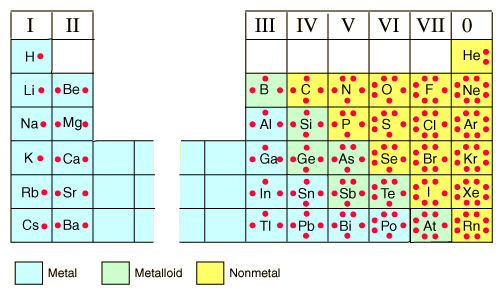 I II III IV V VI VII 0
H He
Li Be B C N O F Ne
Na Mg Al Si P S Cl Ar
K Ca Ga Ge As Se Br Kr
Rb Sr In Sn Sb Te I Xe
Cs Ba Tl Pb Bi Po At Rn
Metal Metalloid Nonmetal